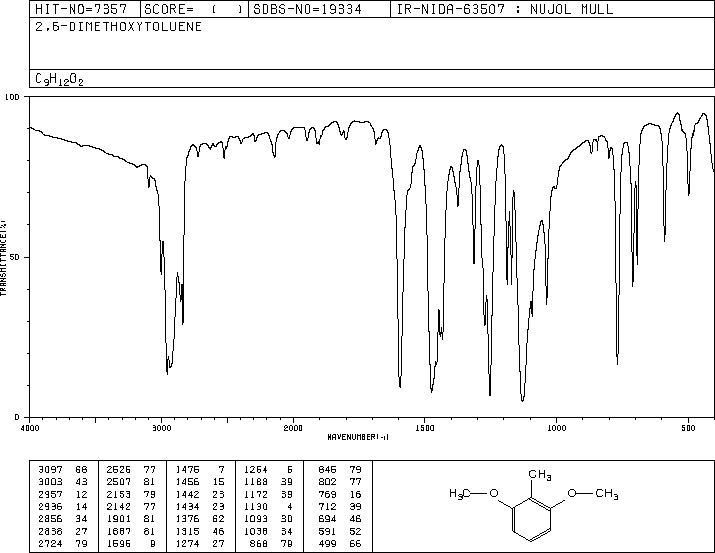 HIT-NO=7357 SCORE= ( ) SDBS-NO=19334 IR-NIDA-63507 : NUJOL MULL
2,6-DIMETHOXYTOLUENE
C9H12O2
100
50
0
TRANSMITTANCE(%)
4000 3000 2000 1500 1000 500
WAVENUMBER(-1)
3097 66 2526 77 1476 7 1254 6 846 79
3003 43 2507 81 1456 15 1188 39 802 77
2957 12 2153 79 1442 23 1172 39 769 16
2936 14 2142 77 1434 23 1130 4 712 39
2856 34 1901 81 1376 62 1093 30 694 46
2836 27 1687 81 1315 46 1038 34 591 52
2724 79 1596 9 1274 27 868 79 499 66
CH3
H3C O O CH3